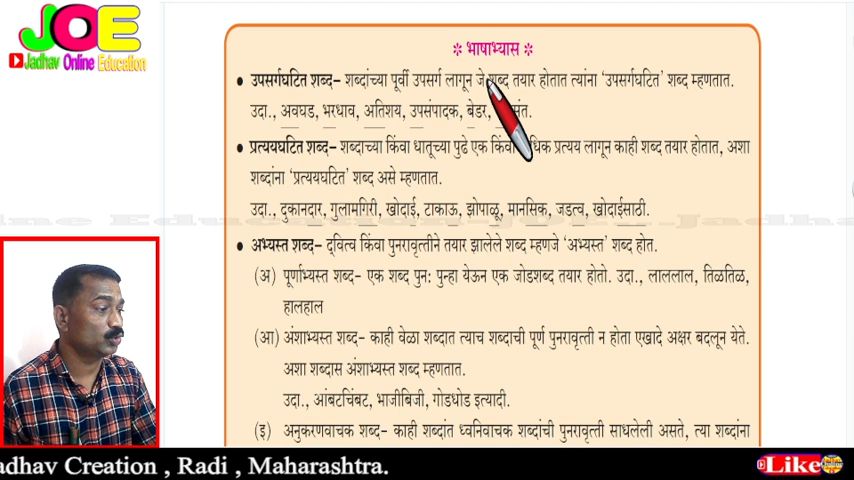 JOE
Jadhav Online Education
* भाषाभ्यास *
• उपसर्गघटित शब्द– शब्दांच्या पूर्वी उपसर्ग लागून जे शब्द तयार होतात त्यांना ‘उपसर्गघटित’ शब्द म्हणतात.
उदा., अवघड, भरधाव, अतिशय, उपसंपादक, बेडर,
• प्रत्ययघटित शब्द– शब्दाच्या किंवा धातूच्या पुढे एक किंवा अधिक प्रत्यय लागून काही शब्द तयार होतात, अशा
शब्दांना ‘प्रत्ययघटित’ शब्द असे म्हणतात.
उदा., दुकानदार, गुलामगिरी, खोदाई, टाकाऊ, झोपाळू, मानसिक, जडत्व, खोदाईसाठी.
• अभ्यस्त शब्द– द्‌वित्व किंवा पुनरावृत्तीने तयार झालेले शब्द म्हणजे ‘अभ्यस्त’ शब्द होत.
(अ) पूर्णाभ्यस्त शब्द– एक शब्द पुन: पुन्हा येऊन एक जोडशब्द तयार होतो. उदा., लाललाल, तिळतिळ,
हालहाल
(आ) अंशाभ्यस्त शब्द– काही वेळा शब्दात त्याच शब्दाची पूर्ण पुनरावृत्ती न होता एखादे अक्षर बदलून येते.
अशा शब्दास अंशाभ्यस्त शब्द म्हणतात.
उदा., आंबटचिंबट, भाजीबिजी, गोडधोड इत्यादी.
(इ) अनुकरणवाचक शब्द– काही शब्दांत ध्वनिवाचक शब्दांची पुनरावृत्ती साधलेली असते, त्या शब्दांना
adhav Creation , Radi , Maharashtra.
Like